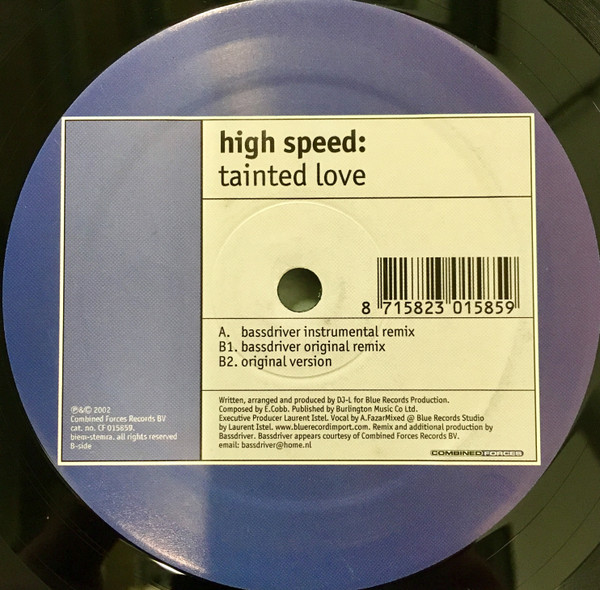 high speed:
tainted love
8 715823 015859
A. bassdriver instrumental remix
B1. bassdriver original remix
B2. original version
℗&© 2002
Combined Forces Records BV
cat. no. CF 015859.
biem-stemra. all rights reserved
B-side
Written, arranged and produced by DJ-L for Blue Records Production.
Composed by E.Cobb. Published by Burlington Music Co Ltd.
Executive Producer Laurent Istel. Vocal by A.FazarMixed @ Blue Records Studio
by Laurent Istel. www.bluerecordimport.com. Remix and additional production by
Bassdriver. Bassdriver appears courtesy of Combined Forces Records BV.
email: bassdriver@home.nl
COMBINED FORCES